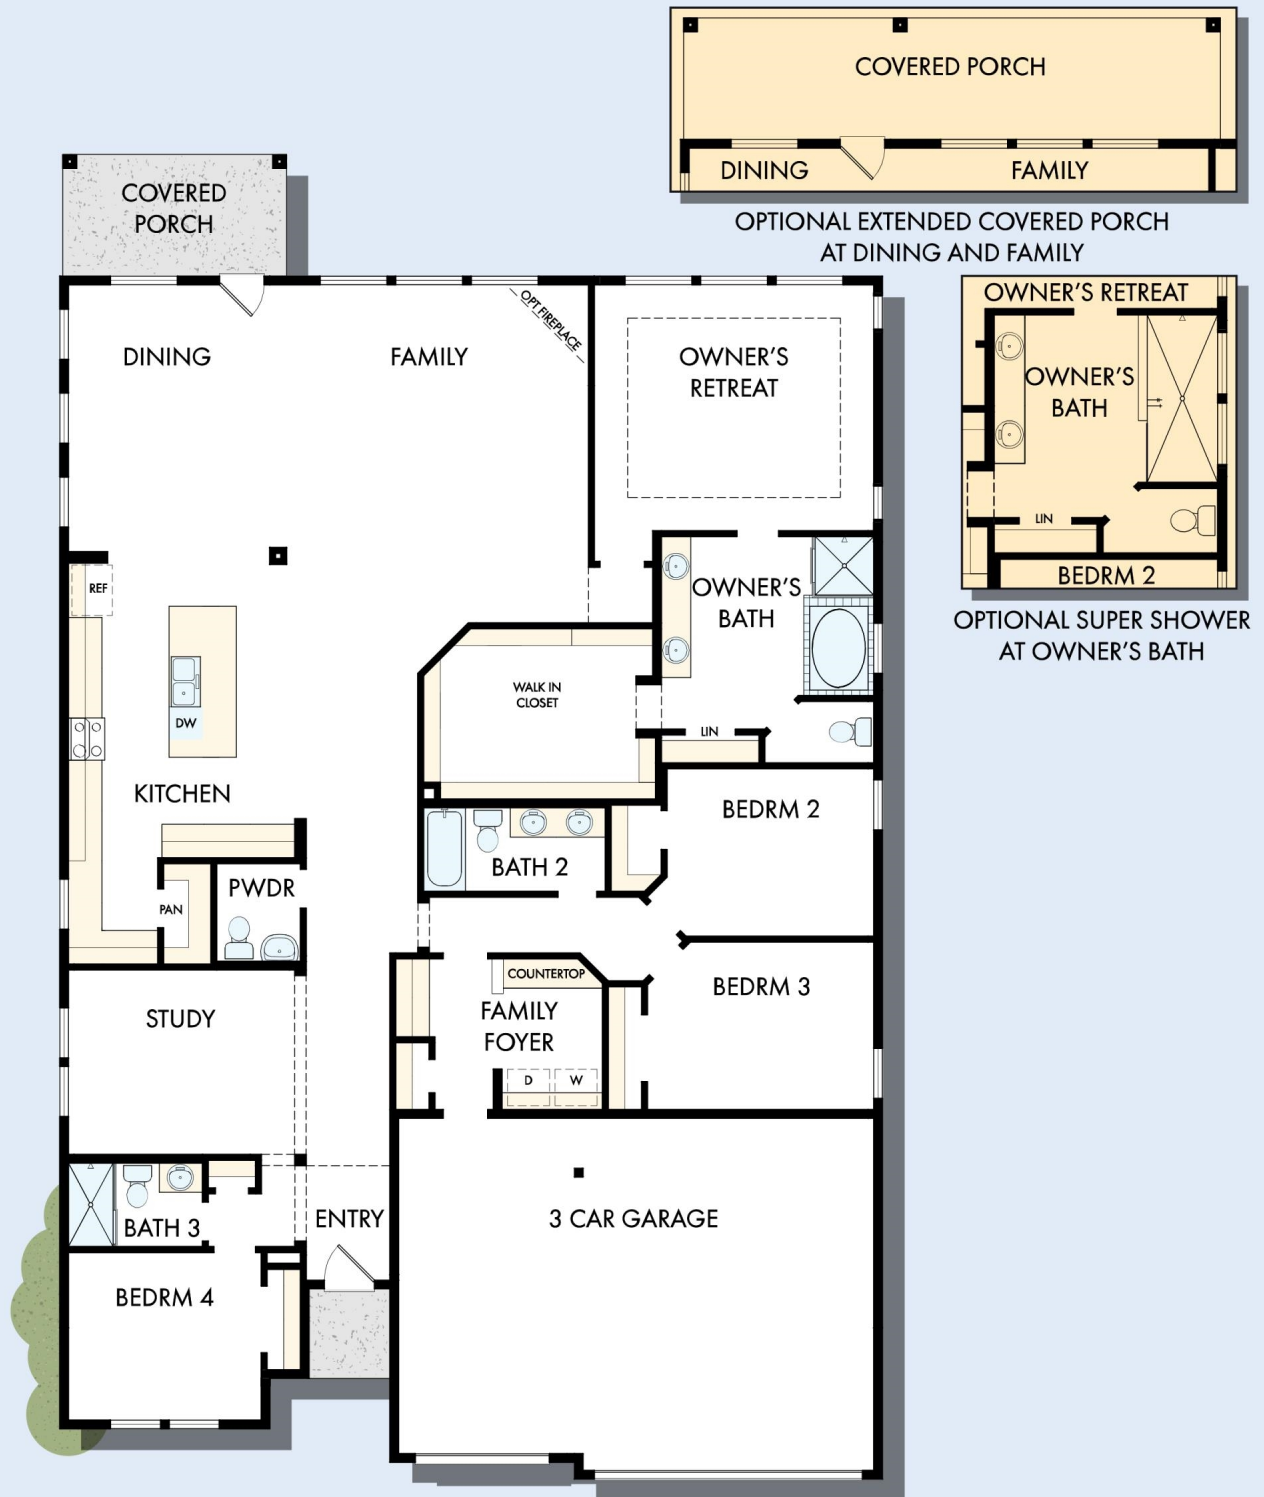 COVERED PORCH
DINING
FAMILY
OPTIONAL EXTENDED COVERED PORCH
AT DINING AND FAMILY
COVERED
PORCH
OPT FIREPLACE
DINING
FAMILY
OWNER'S
RETREAT
OWNER'S RETREAT
OWNER'S
BATH
LIN
BEDRM 2
OPTIONAL SUPER SHOWER
AT OWNER'S BATH
REF
OWNER'S
BATH
WALK IN
CLOSET
DW
LIN
KITCHEN
BEDRM 2
BATH 2
PWDR
PAN
COUNTERTOP
BEDRM 3
FAMILY
FOYER
STUDY
D
W
BATH 3
ENTRY
3 CAR GARAGE
BEDRM 4